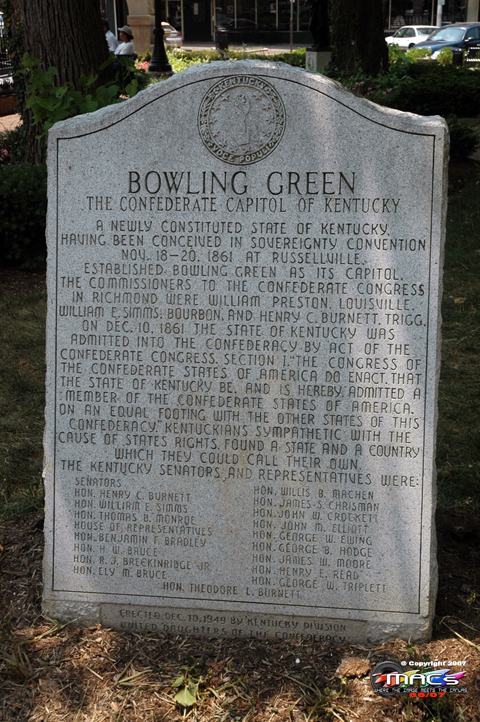 VOCE POPULI
BOWLING GREEN
THE CONFEDERATE CAPITOL OF KENTUCKY
A NEWLY CONSTITUTED STATE OF KENTUCKY,
HAVING BEEN CONCEIVED IN SOVEREIGNTY CONVENTION
NOV. 18-20, 1861 AT RUSSELLVILLE,
ESTABLISHED BOWLING GREEN AS ITS CAPITOL.
THE COMMISSIONERS TO THE CONFEDERATE CONGRESS
IN RICHMOND WERE WILLIAM PRESTON, LOUISVILLE,
WILLIAM E. SIMMS, BOURBON, AND HENRY C. BURNETT, TRIGG.
ON DEC. 10, 1861 THE STATE OF KENTUCKY WAS
ADMITTED INTO THE CONFEDERACY BY ACT OF THE
CONFEDERATE CONGRESS. SECTION 1, "THE CONGRESS OF
THE CONFEDERATE STATES OF AMERICA DO ENACT, THAT
THE STATE OF KENTUCKY BE, AND IS HEREBY, ADMITTED A
MEMBER OF THE CONFEDERATE STATES OF AMERICA,
ON AN EQUAL FOOTING WITH THE OTHER STATES OF THIS
CONFEDERACY." KENTUCKIANS SYMPATHETIC WITH THE
CAUSE OF STATES RIGHTS, FOUND A STATE AND A COUNTRY
WHICH THEY COULD CALL THEIR OWN.
THE KENTUCKY SENATORS AND REPRESENTATIVES WERE:
SENATORS
HON. HENRY C. BURNETT
HON. WILLIAM E. SIMMS
HON. THOMAS B. MONROE
HOUSE OF REPRESENTATIVES
HON. BENJAMIN F. BRADLEY
HON. H. W. BRUCE
HON. R. J. BRECKINRIDGE JR.
HON. ELY M. BRUCE
HON. WILLIS B. MACHEN
HON. JAMES S. CHRISMAN
HON. JOHN W. CROCKETT
HON. JOHN M. ELLIOTT
HON. GEORGE W. EWING
HON. GEORGE B. HODGE
HON. JAMES W. MOORE
HON. HENRY E. READ
HON. GEORGE W. TRIPLETT
HON. THEODORE L. BURNETT
ERECTED DEC. 10, 1949 BY KENTUCKY DIVISION
UNITED DAUGHTERS OF THE CONFEDERACY
© Copyright 2007
MACS
WHERE THE IMAGE MEETS THE CANVAS